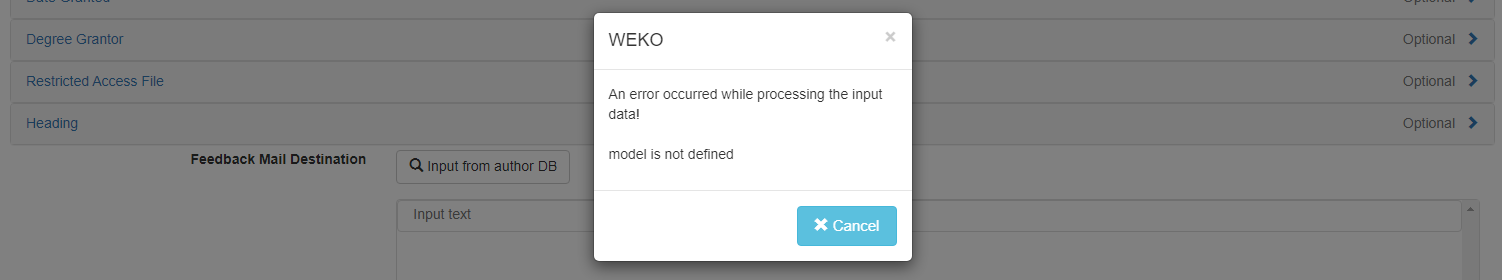 Date Granted Optional
Degree Grantor Optional
Restricted Access File Optional
Heading Optional
Feedback Mail Destination Input from author DB
Input text
WEKO ×
An error occurred while processing the input
data!
model is not defined
Cancel